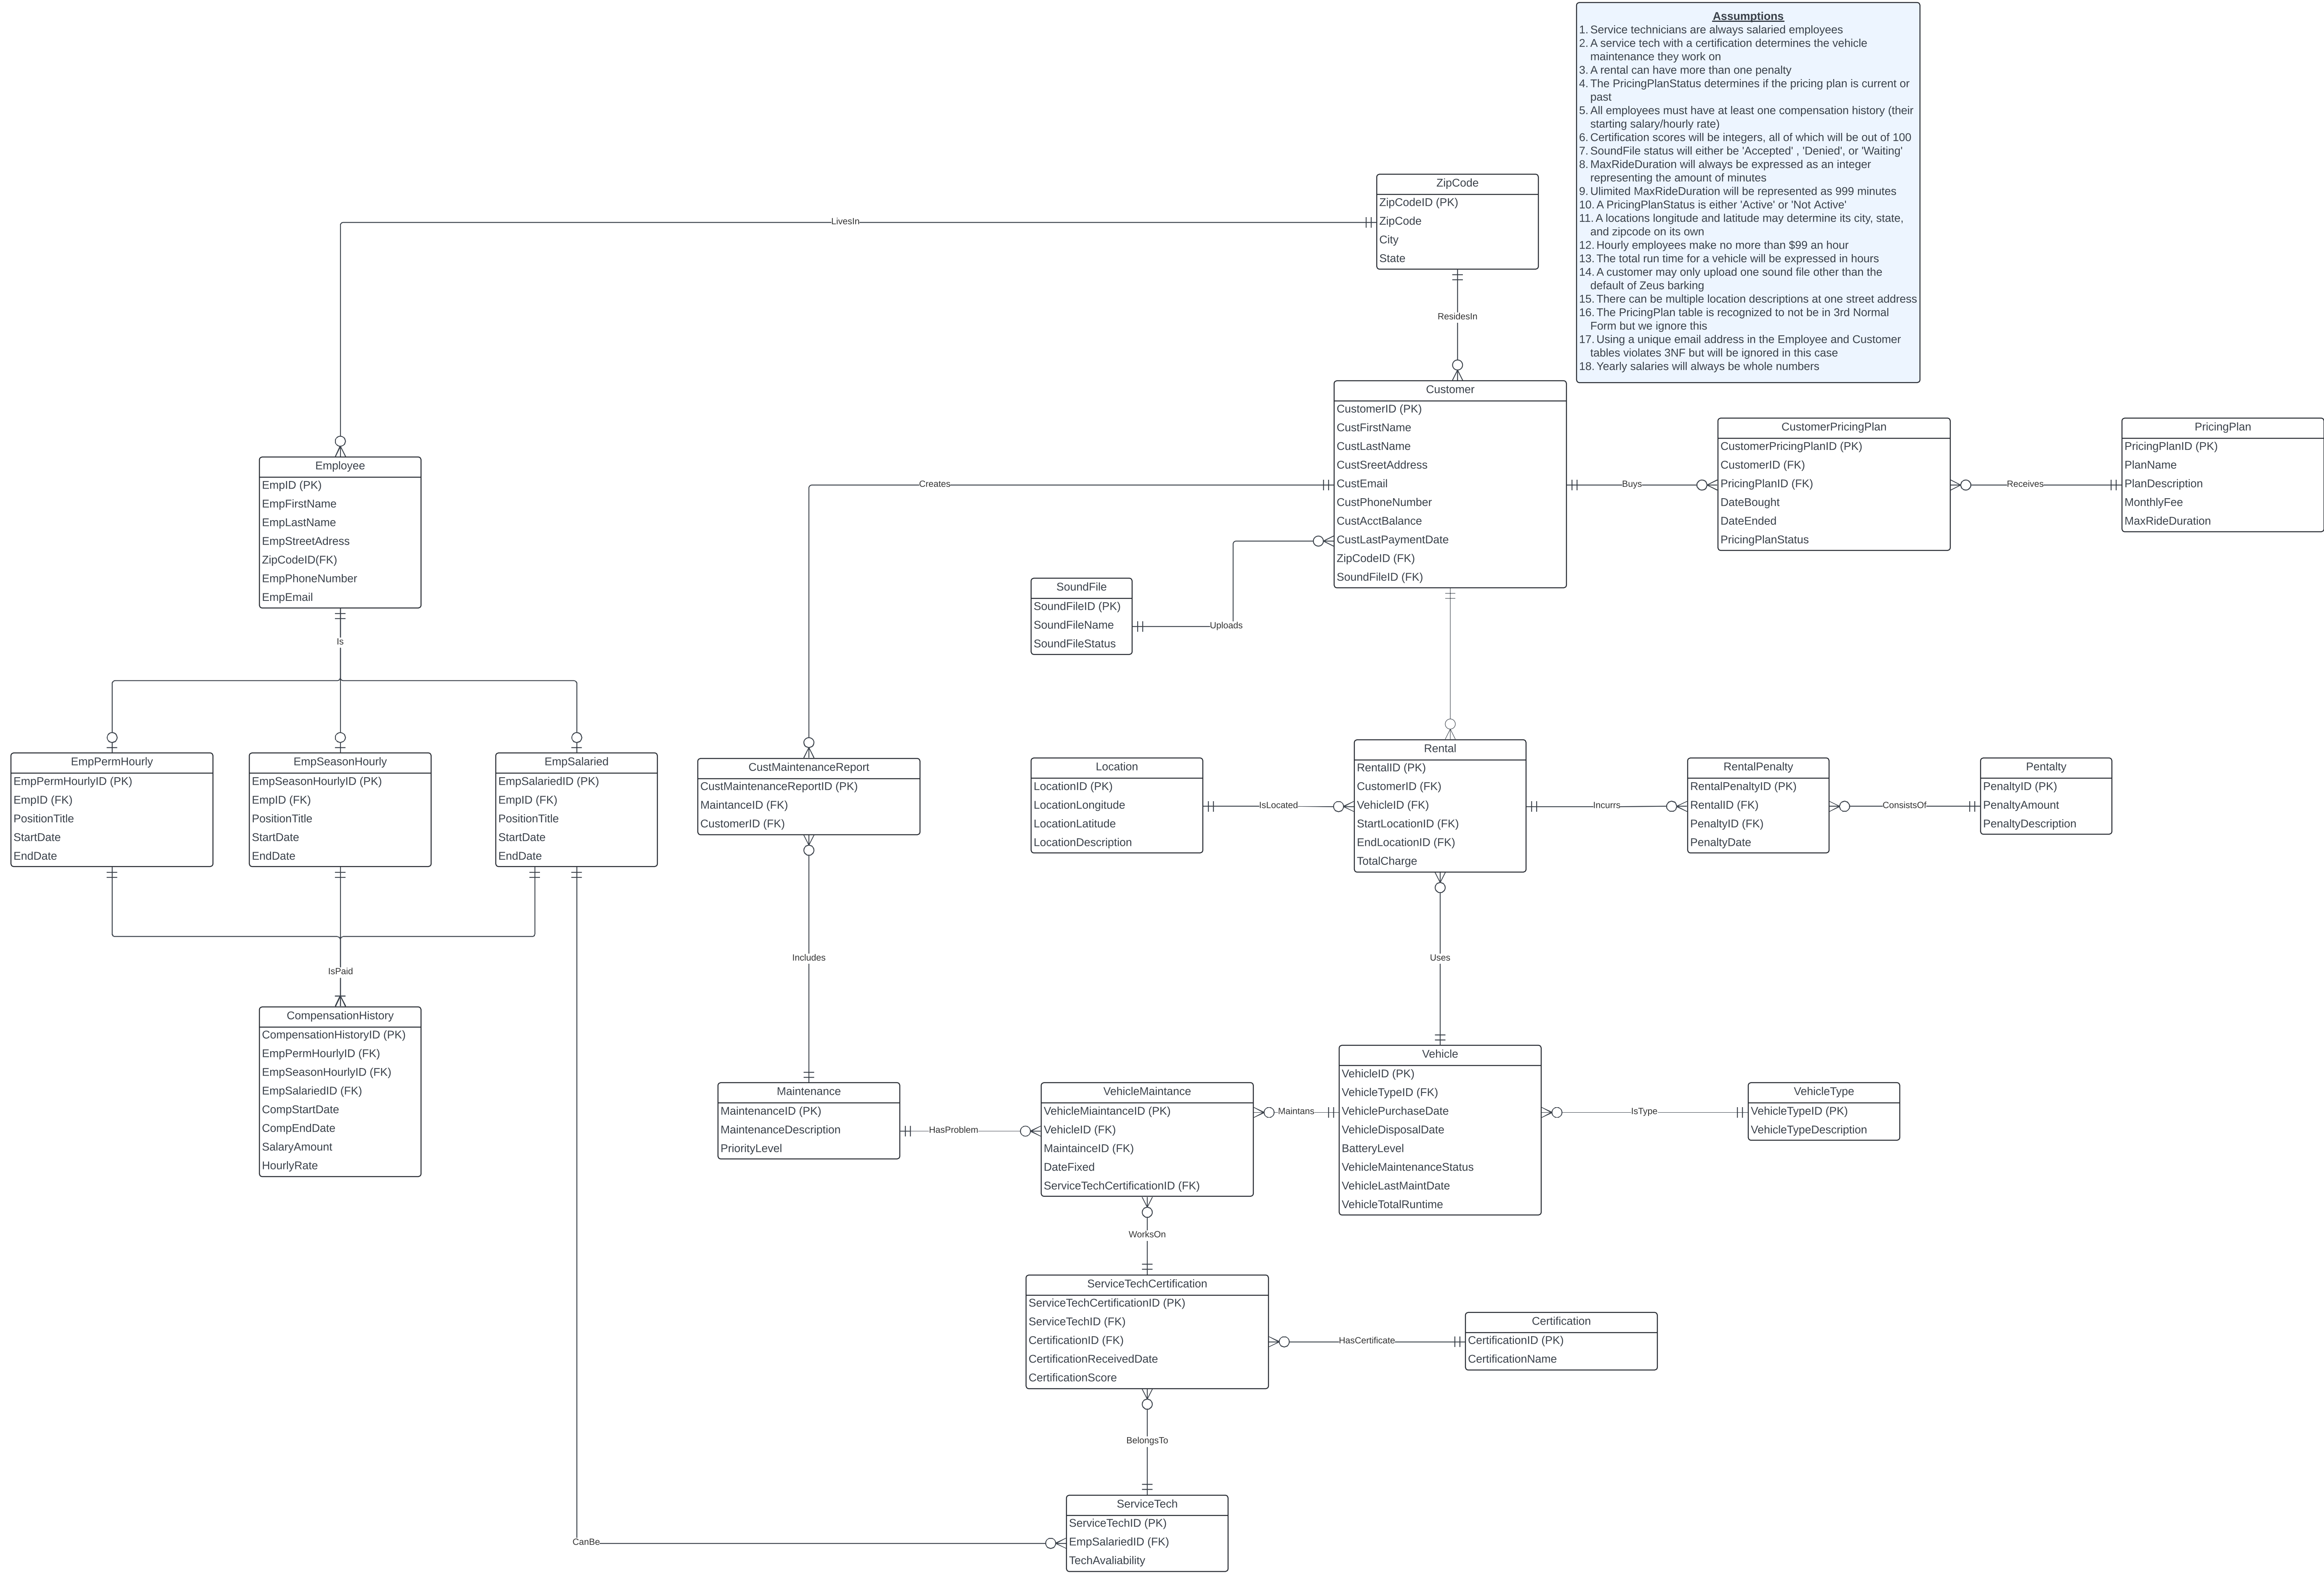 Assumptions
1. Service technicians are always salaried employees
2. A service tech with a certification determines the vehicle
maintenance they work on
3. A rental can have more than one penalty
4. The PricingPlanStatus determines if the pricing plan is current or
past
5. All employees must have at least one compensation history (their
starting salary/hourly rate)
6. Certification scores will be integers, all of which will be out of 100
7. SoundFile status will either be 'Accepted' , 'Denied', or 'Waiting'
8. MaxRideDuration will always be expressed as an integer
representing the amount of minutes
9. Ulimited MaxRideDuration will be represented as 999 minutes
10. A PricingPlanStatus is either 'Active' or 'Not Active'
11. A locations longitude and latitude may determine its city, state,
and zipcode on its own
12. Hourly employees make no more than $99 an hour
13. The total run time for a vehicle will be expressed in hours
14. A customer may only upload one sound file other than the
default of Zeus barking
15. There can be multiple location descriptions at one street address
16. The PricingPlan table is recognized to not be in 3rd Normal
Form but we ignore this
17. Using a unique email address in the Employee and Customer
tables violates 3NF but will be ignored in this case
18. Yearly salaries will always be whole numbers
ZipCode
ZipCodeID (PK)
ZipCode
City
State
LivesIn
ResidesIn
Customer
CustomerID (PK)
CustFirstName
CustLastName
CustSreetAddress
CustEmail
CustPhoneNumber
CustAcctBalance
CustLastPaymentDate
ZipCodeID (FK)
SoundFileID (FK)
Buys
CustomerPricingPlan
CustomerPricingPlanID (PK)
CustomerID (FK)
PricingPlanID (FK)
DateBought
DateEnded
PricingPlanStatus
Receives
PricingPlan
PricingPlanID (PK)
PlanName
PlanDescription
MonthlyFee
MaxRideDuration
Employee
EmpID (PK)
EmpFirstName
EmpLastName
EmpStreetAdress
ZipCodeID(FK)
EmpPhoneNumber
EmpEmail
Creates
SoundFile
SoundFileID (PK)
SoundFileName
SoundFileStatus
Uploads
Is
EmpPermHourly
EmpPermHourlyID (PK)
EmpID (FK)
PositionTitle
StartDate
EndDate
EmpSeasonHourly
EmpSeasonHourlyID (PK)
EmpID (FK)
PositionTitle
StartDate
EndDate
EmpSalaried
EmpSalariedID (PK)
EmpID (FK)
PositionTitle
StartDate
EndDate
CustMaintenanceReport
CustMaintenanceReportID (PK)
MaintanceID (FK)
CustomerID (FK)
Location
LocationID (PK)
LocationLongitude
LocationLatitude
LocationDescription
IsLocated
Rental
RentalID (PK)
CustomerID (FK)
VehicleID (FK)
StartLocationID (FK)
EndLocationID (FK)
TotalCharge
Incurrs
RentalPenalty
RentalPenaltyID (PK)
RentalID (FK)
PenaltyID (FK)
PenaltyDate
ConsistsOf
Pentalty
PenaltyID (PK)
PenaltyAmount
PenaltyDescription
IsPaid
Includes
Uses
CompensationHistory
CompensationHistoryID (PK)
EmpPermHourlyID (FK)
EmpSeasonHourlyID (FK)
EmpSalariedID (FK)
CompStartDate
CompEndDate
SalaryAmount
HourlyRate
Maintenance
MaintenanceID (PK)
MaintenanceDescription
PriorityLevel
HasProblem
VehicleMaintance
VehicleMiaintanceID (PK)
VehicleID (FK)
MaintainceID (FK)
DateFixed
ServiceTechCertificationID (FK)
Maintans
Vehicle
VehicleID (PK)
VehicleTypeID (FK)
VehiclePurchaseDate
VehicleDisposalDate
BatteryLevel
VehicleMaintenanceStatus
VehicleLastMaintDate
VehicleTotalRuntime
IsType
VehicleType
VehicleTypeID (PK)
VehicleTypeDescription
WorksOn
ServiceTechCertification
ServiceTechCertificationID (PK)
ServiceTechID (FK)
CertificationID (FK)
CertificationReceivedDate
CertificationScore
HasCertificate
Certification
CertificationID (PK)
CertificationName
BelongsTo
CanBe
ServiceTech
ServiceTechID (PK)
EmpSalariedID (FK)
TechAvaliability